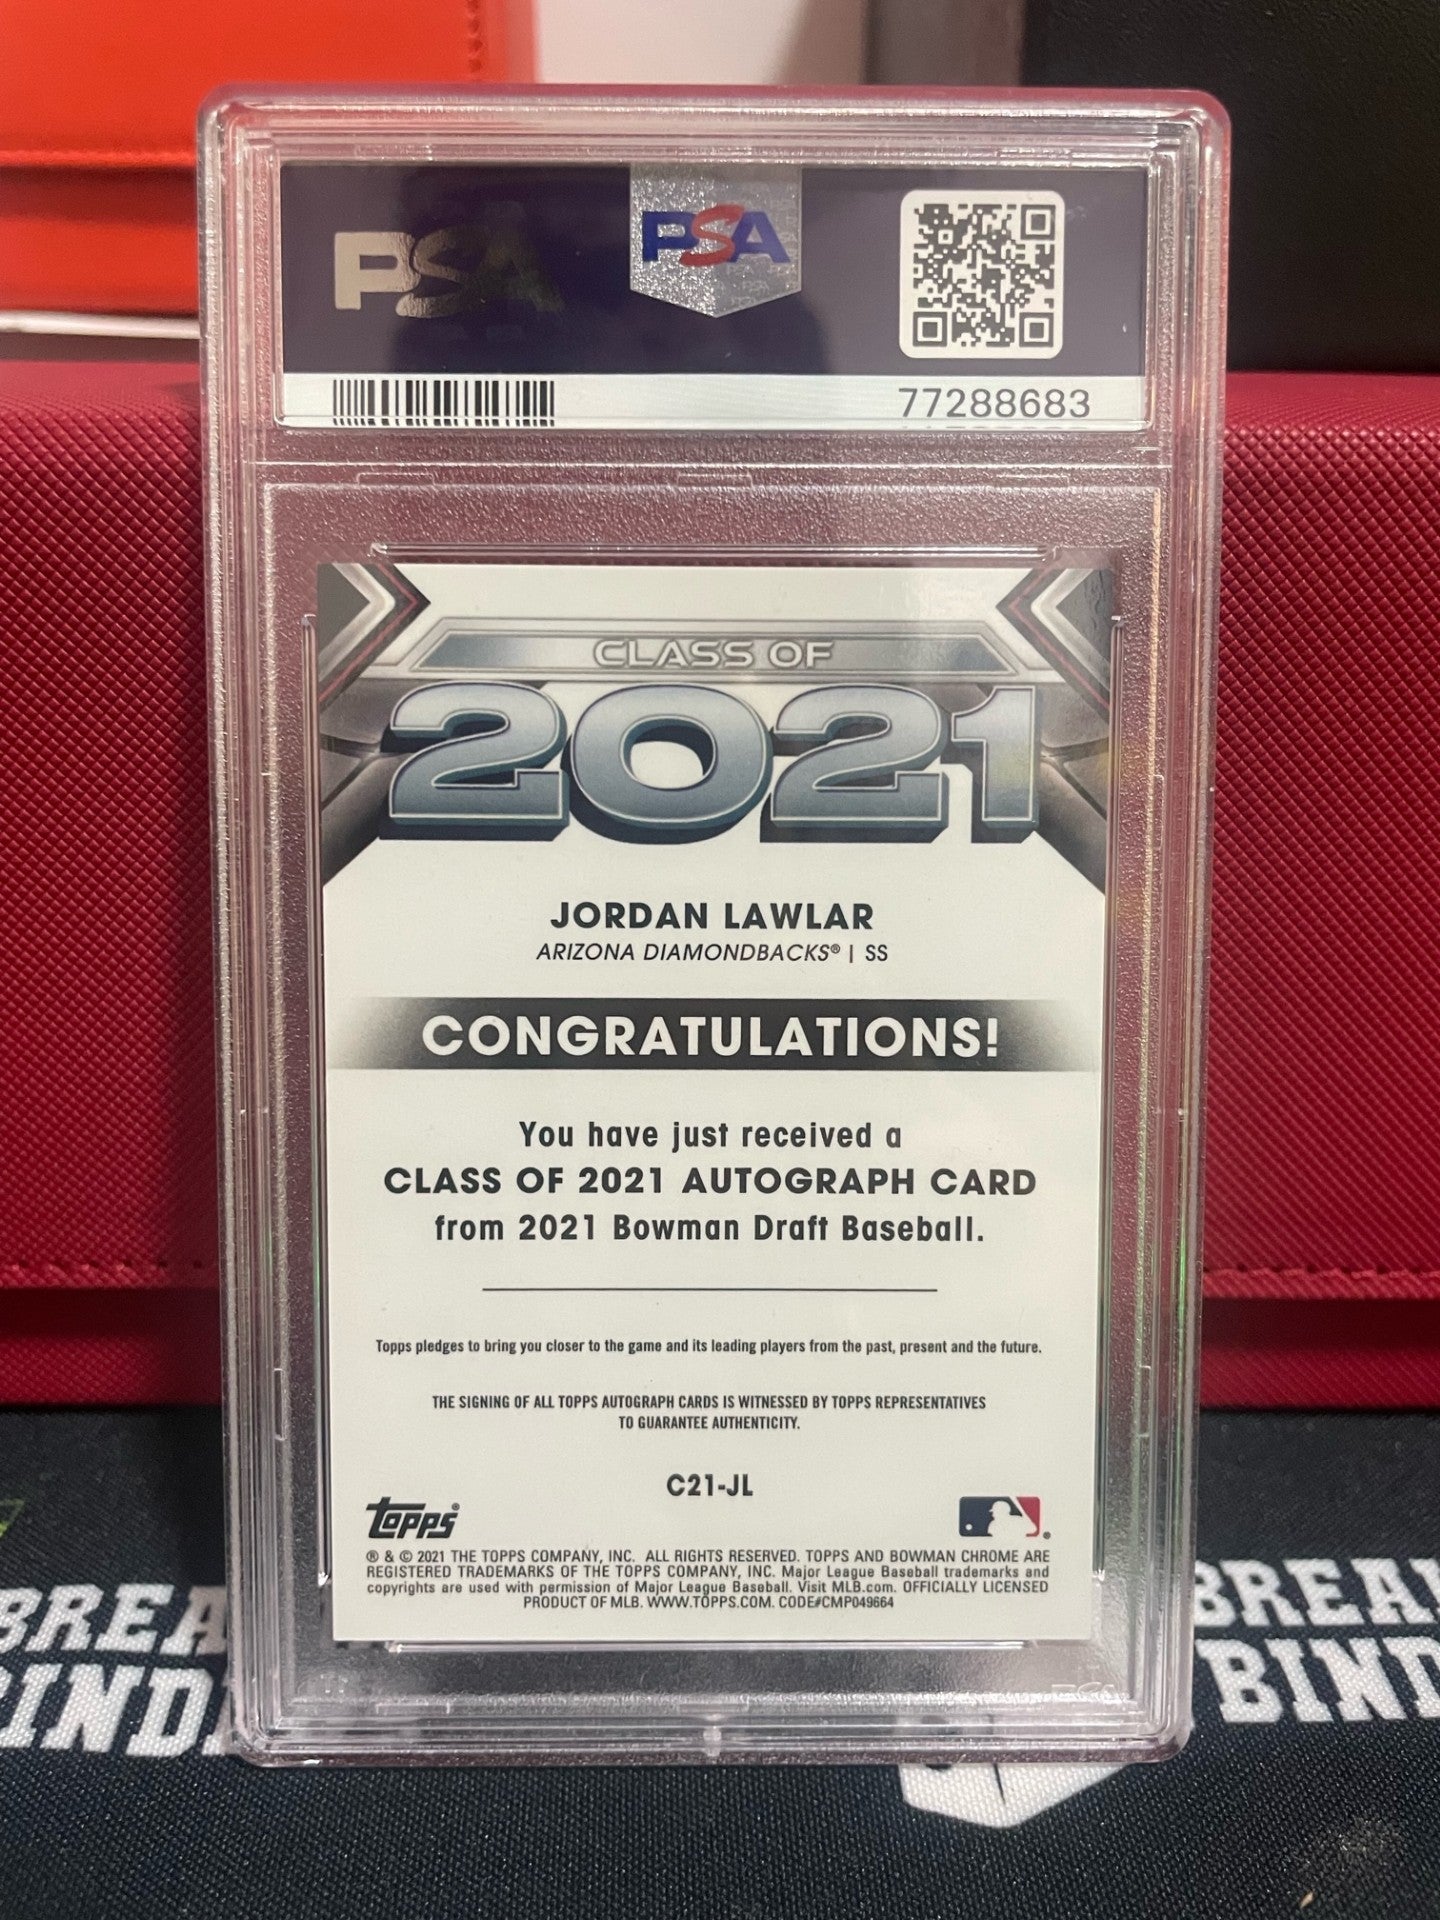 PSA
PSA
77288683
CLASS OF
2021
JORDAN LAWLAR
ARIZONA DIAMONDBACKS® | SS
CONGRATULATIONS!
You have just received a
CLASS OF 2021 AUTOGRAPH CARD
from 2021 Bowman Draft Baseball.
Topps pledges to bring you closer to the game and its leading players from the past, present and the future.
THE SIGNING OF ALL TOPPS AUTOGRAPH CARDS IS WITNESSED BY TOPPS REPRESENTATIVES
TO GUARANTEE AUTHENTICITY.
C21-JL
Topps®
® & © 2021 THE TOPPS COMPANY, INC. ALL RIGHTS RESERVED. TOPPS AND BOWMAN CHROME ARE
REGISTERED TRADEMARKS OF THE TOPPS COMPANY, INC. Major League Baseball trademarks and
copyrights are used with permission of Major League Baseball. Visit MLB.com. OFFICIALLY LICENSED
PRODUCT OF MLB. WWW.TOPPS.COM. CODE#CMP049664